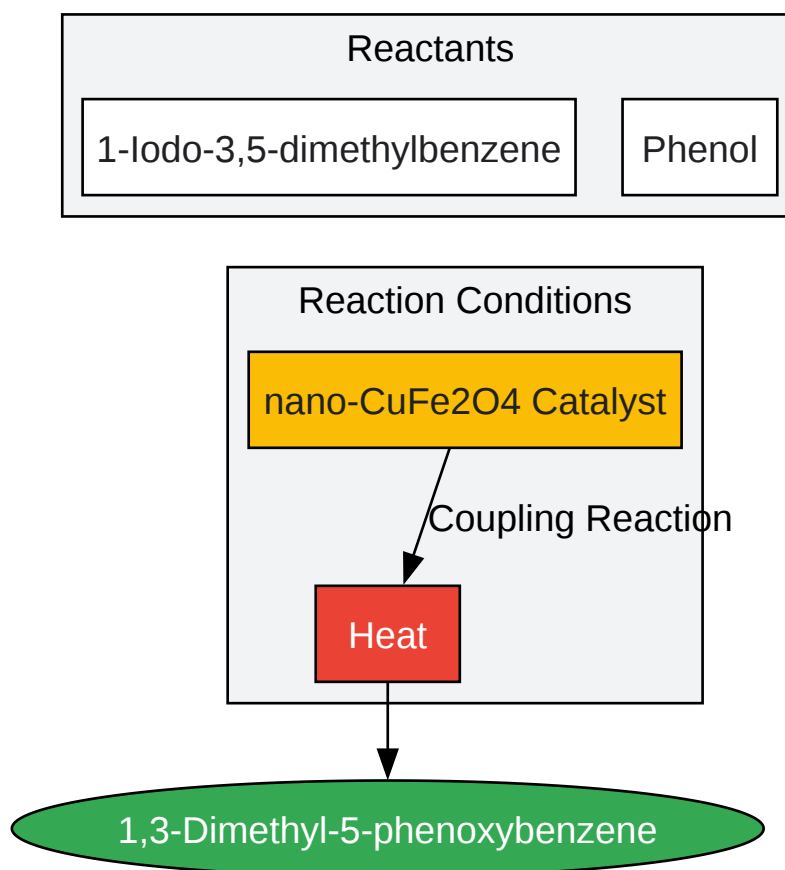 Reactants
1-Iodo-3,5-dimethylbenzene
Phenol
Reaction Conditions
nano-CuFe2O4 Catalyst
Coupling Reaction
Heat
1,3-Dimethyl-5-phenoxybenzene